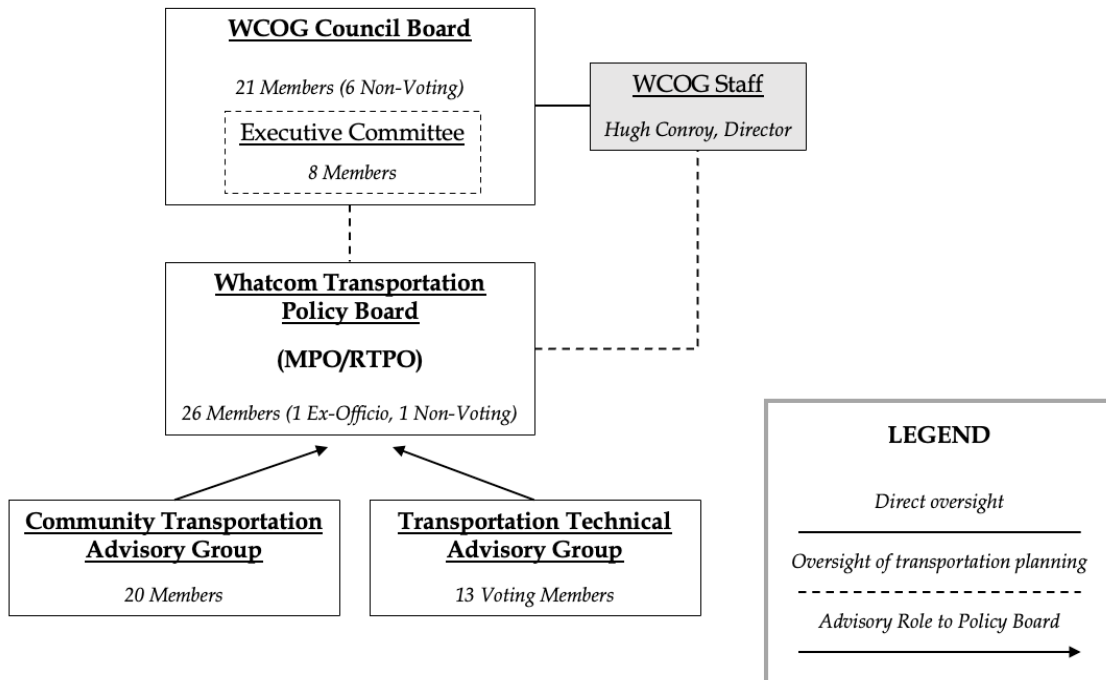 WCOG Council Board
21 Members (6 Non-Voting)
Executive Committee
8 Members
WCOG Staff
Hugh Conroy, Director
Whatcom Transportation
Policy Board
(MPO/RTPO)
26 Members (1 Ex-Officio, 1 Non-Voting)
Community Transportation
Advisory Group
20 Members
Transportation Technical
Advisory Group
13 Voting Members
LEGEND
Direct oversight
Oversight of transportation planning
Advisory Role to Policy Board